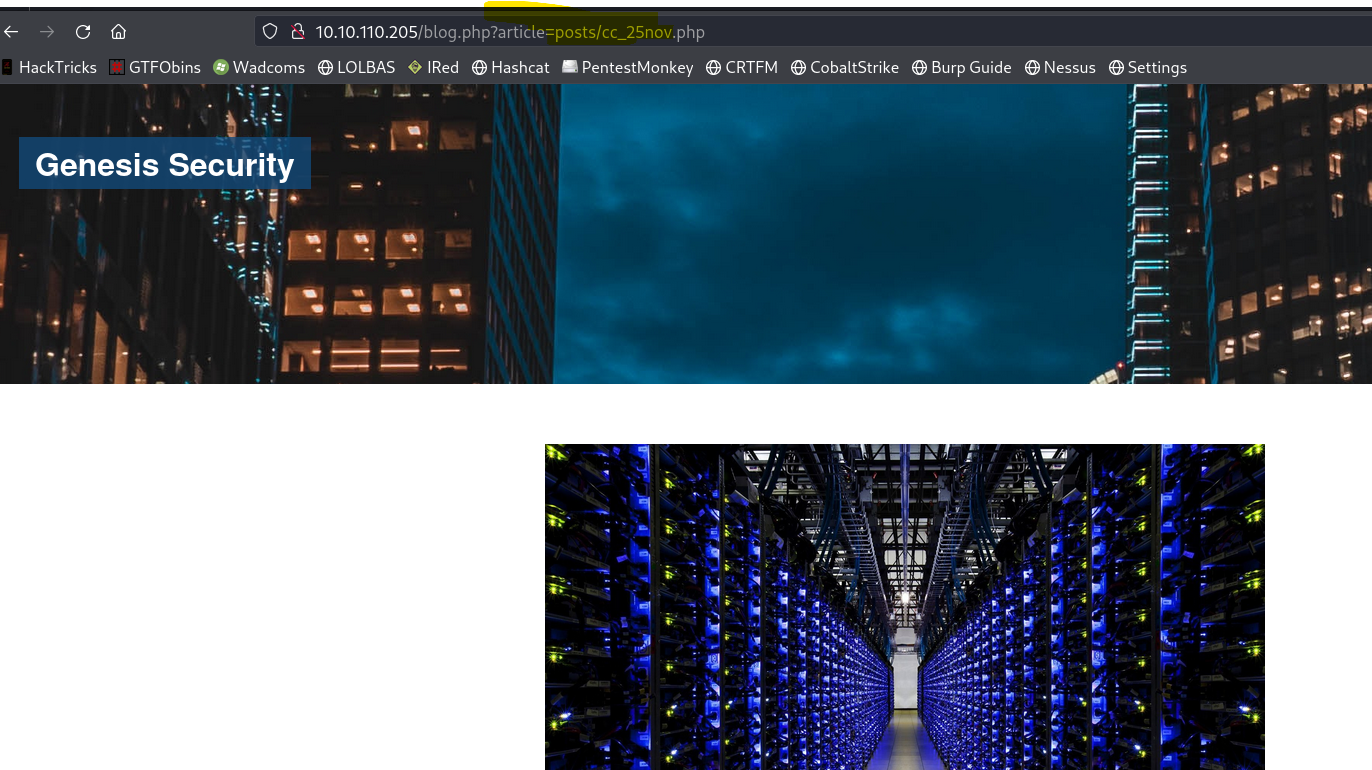 10.10.110.205/blog.php?article=posts/cc_25nov.php
HackTricks GTFObins Wadcoms LOLBAS IRed Hashcat PentestMonkey CRTFM CobaltStrike Burp Guide Nessus Settings
Genesis Security